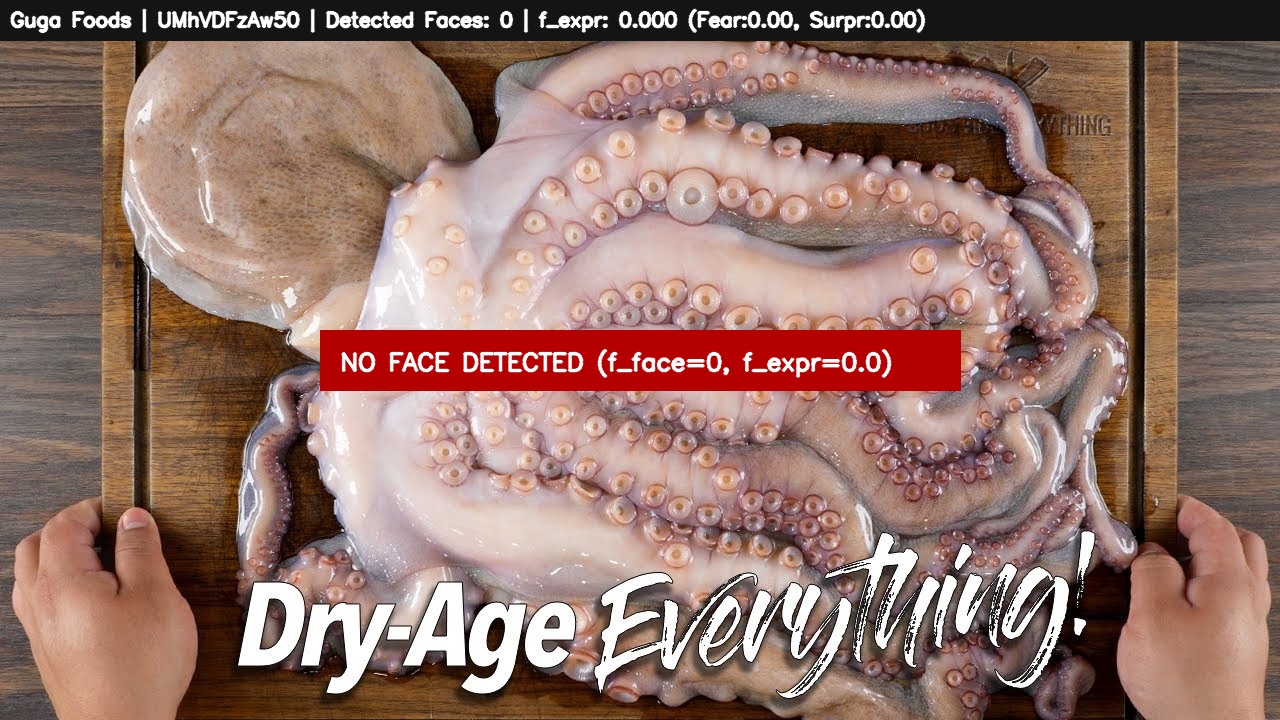 Guga Foods | UMhVDFzAw50 | Detected Faces: 0 | f_expr: 0.000 (Fear:0.00, Surpr:0.00)
NO FACE DETECTED (f_face=0, f_expr=0.0)
Dry-Age Everything!